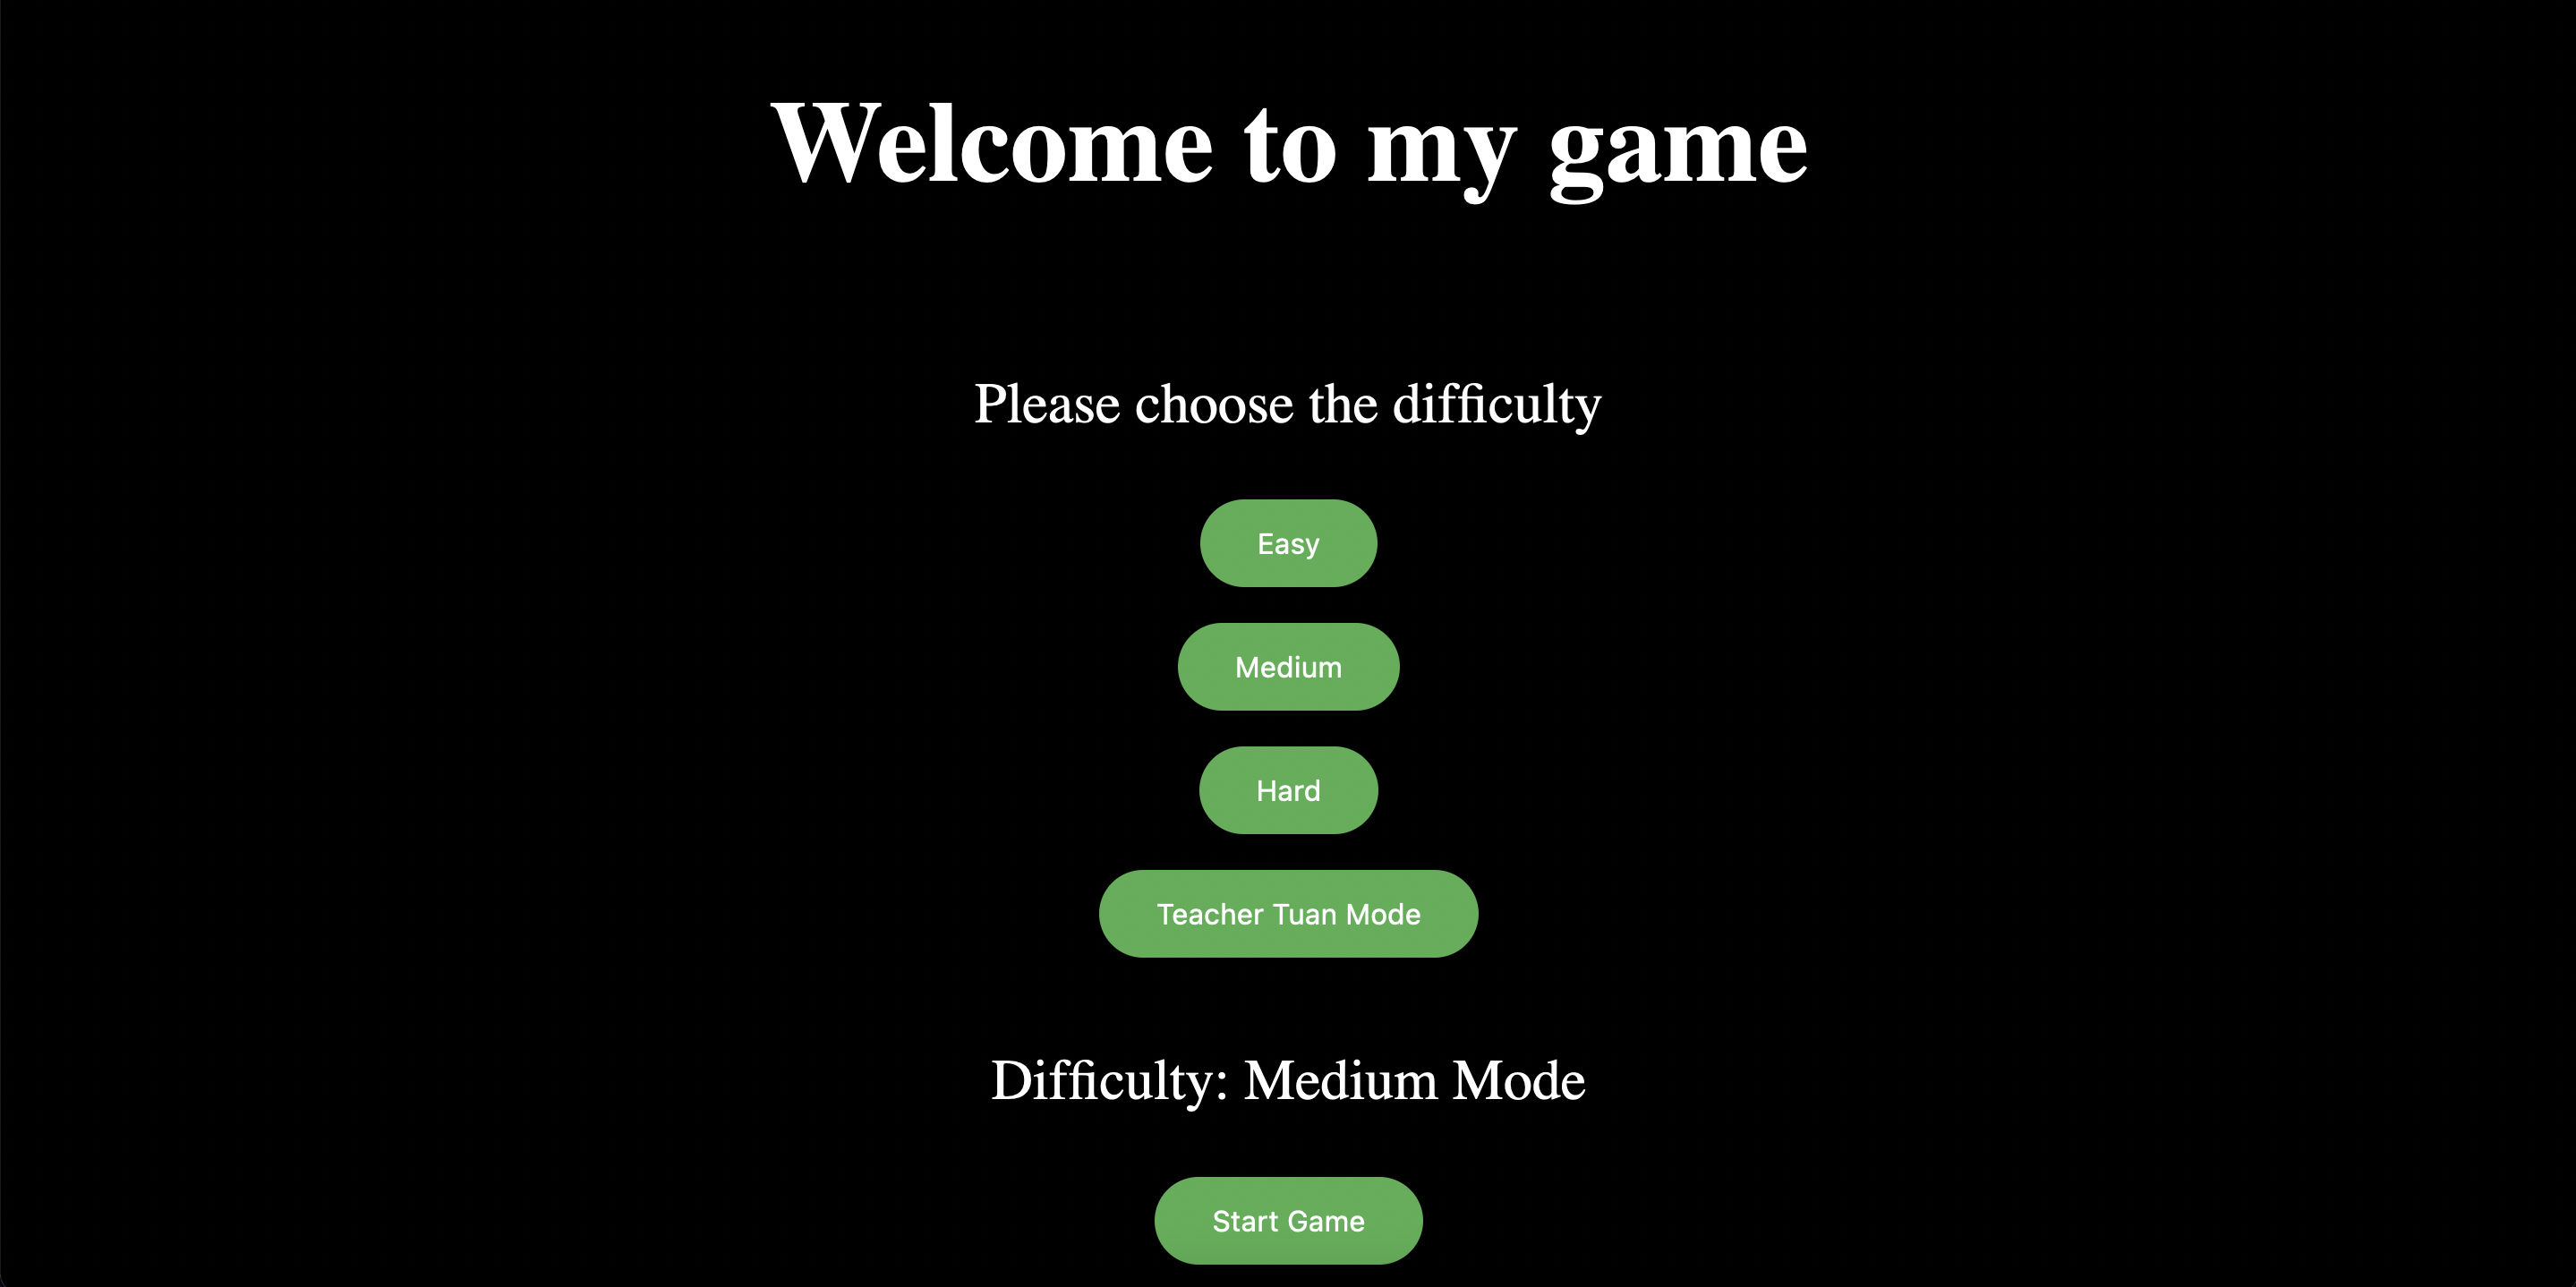 Welcome to my game
Please choose the difficulty
Easy
Medium
Hard
Teacher Tuan Mode
Difficulty: Medium Mode
Start Game